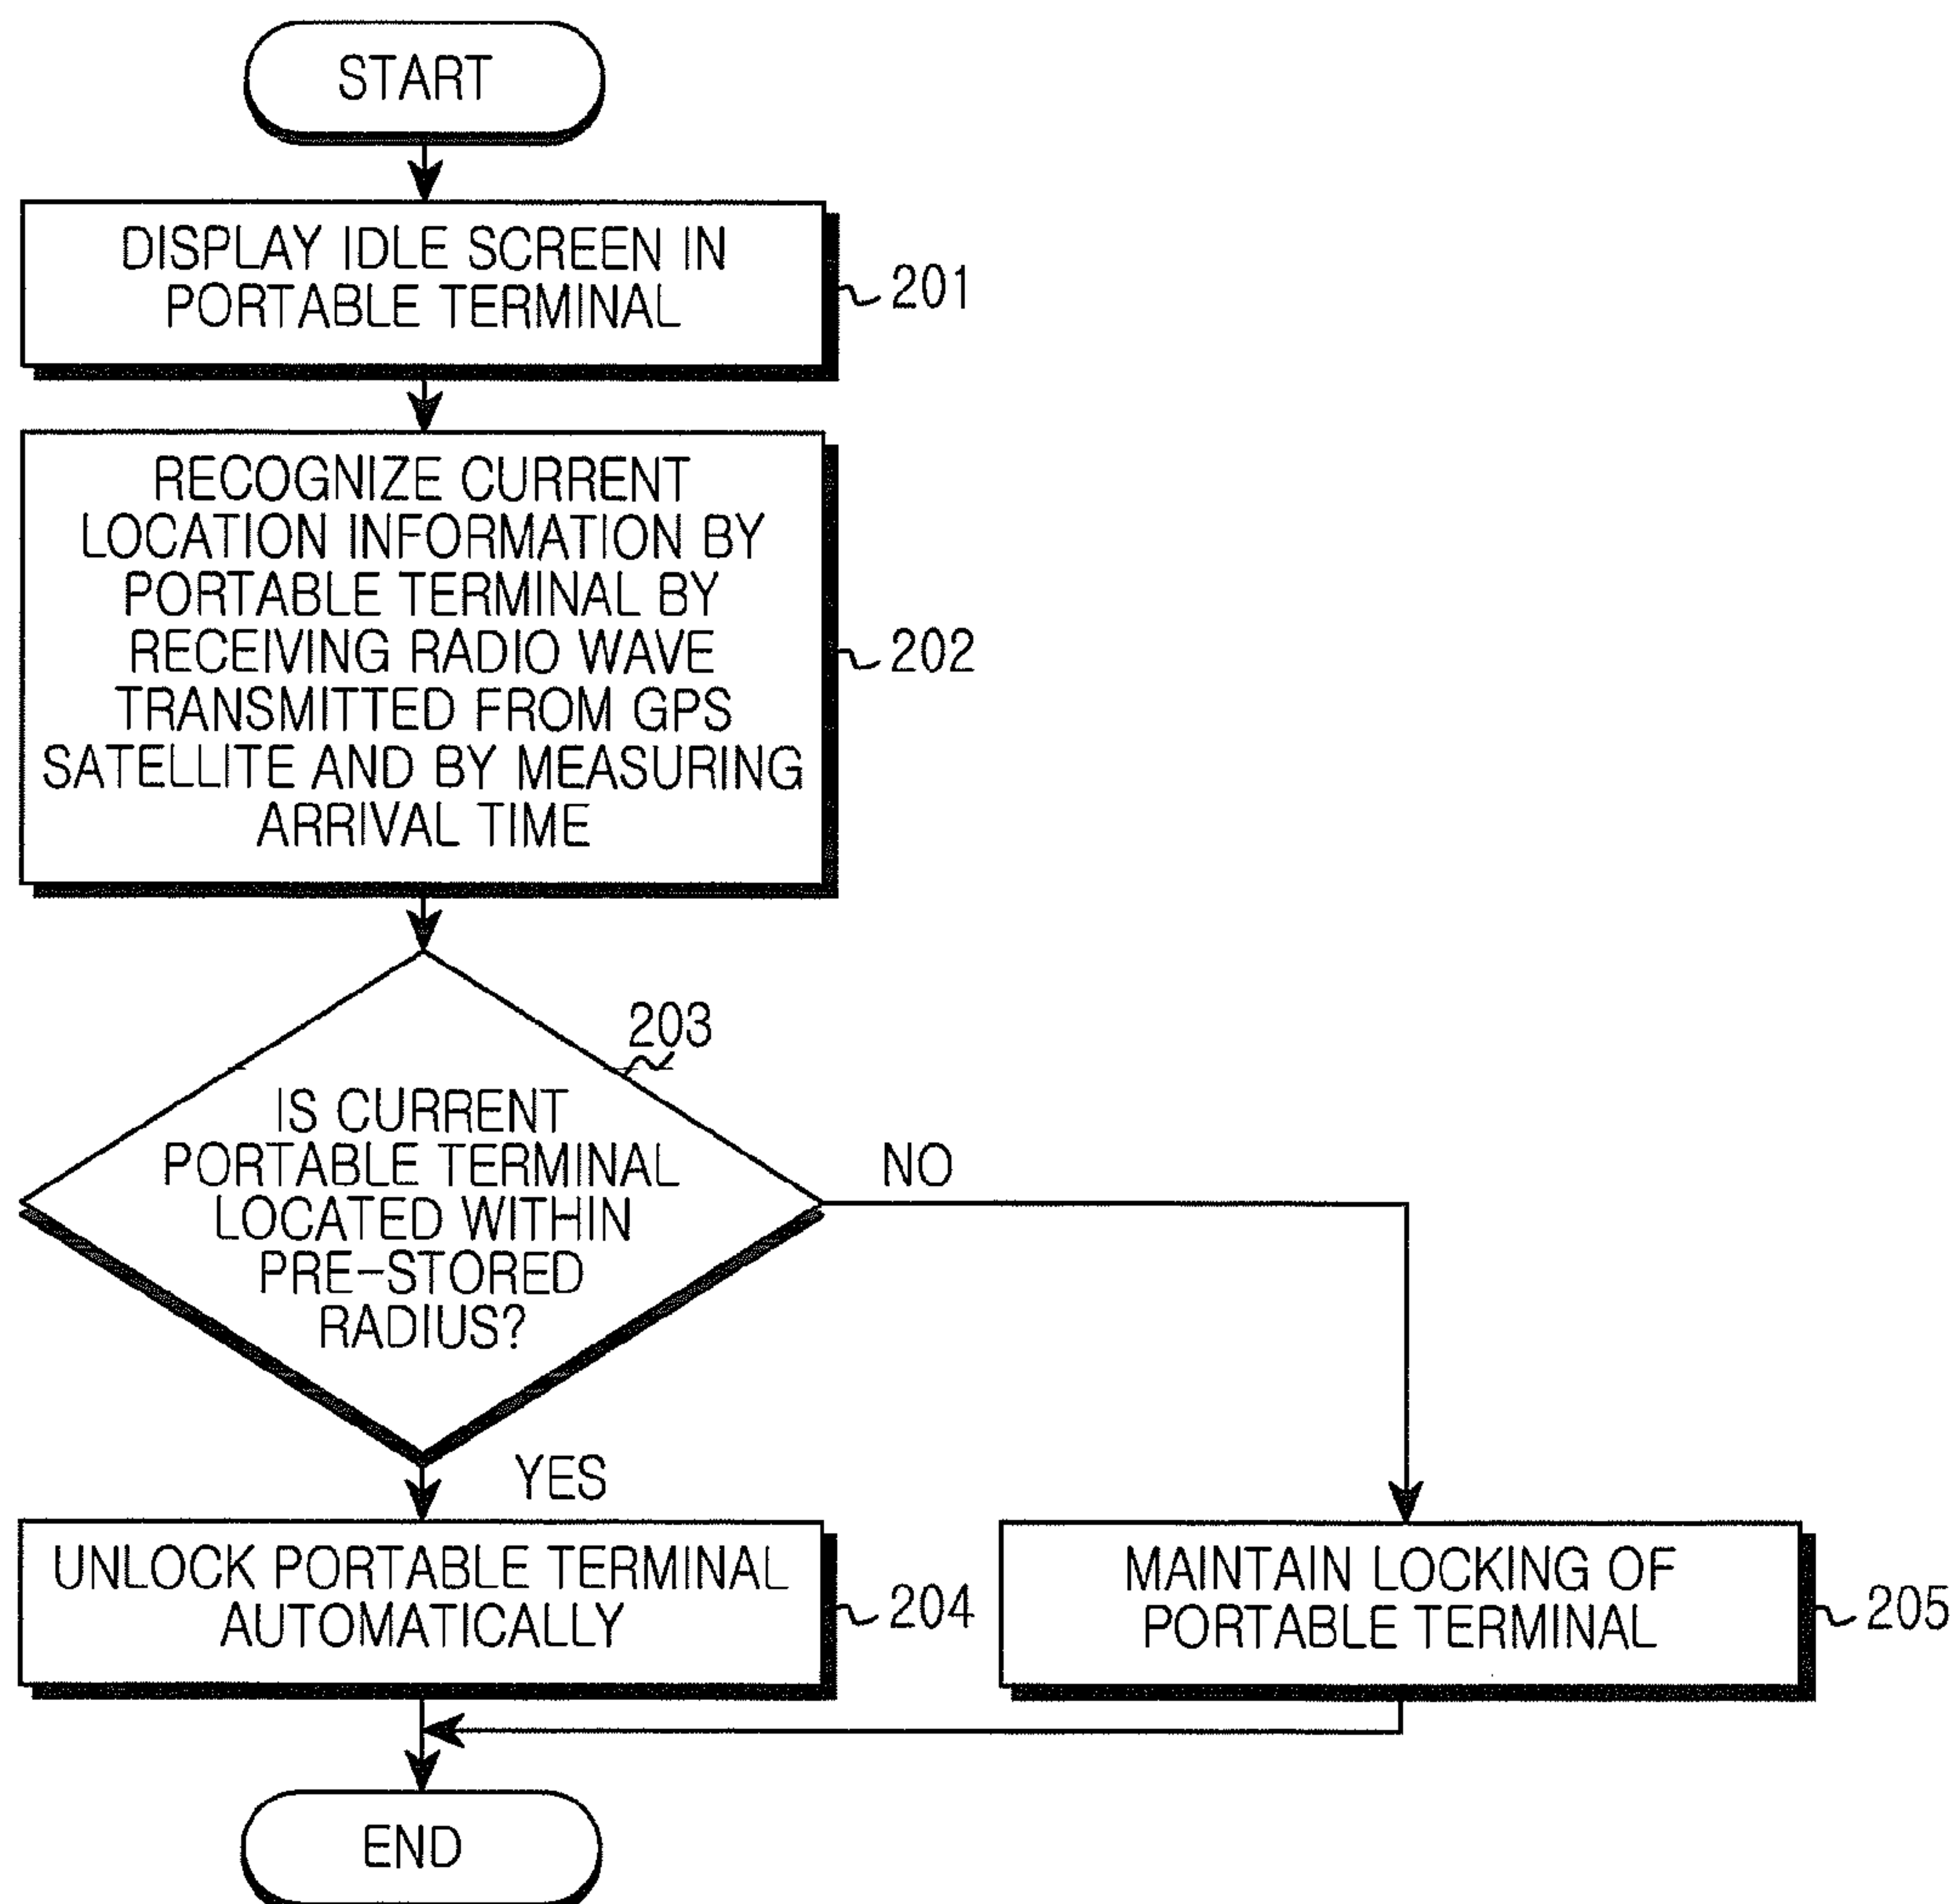 START
DISPLAY IDLE SCREEN IN
PORTABLE TERMINAL
201
RECOGNIZE CURRENT
LOCATION INFORMATION BY
PORTABLE TERMINAL BY
RECEIVING RADIO WAVE
TRANSMITTED FROM GPS
SATELLITE AND BY MEASURING
ARRIVAL TIME
202
203
IS CURRENT
PORTABLE TERMINAL
LOCATED WITHIN
PRE-STORED
RADIUS?
NO
YES
UNLOCK PORTABLE TERMINAL
AUTOMATICALLY
204
MAINTAIN LOCKING OF
PORTABLE TERMINAL
205
END